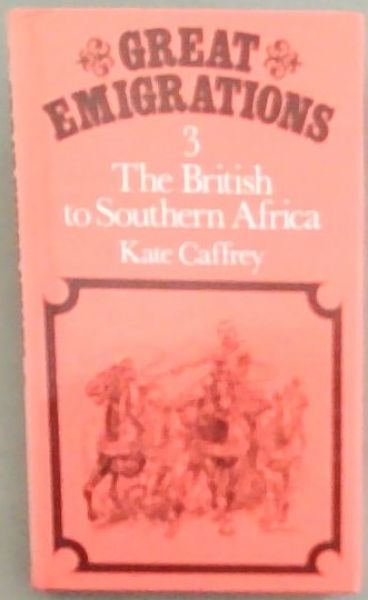 GREAT
EMIGRATIONS
3
The British
to Southern Africa
Kate Caffrey